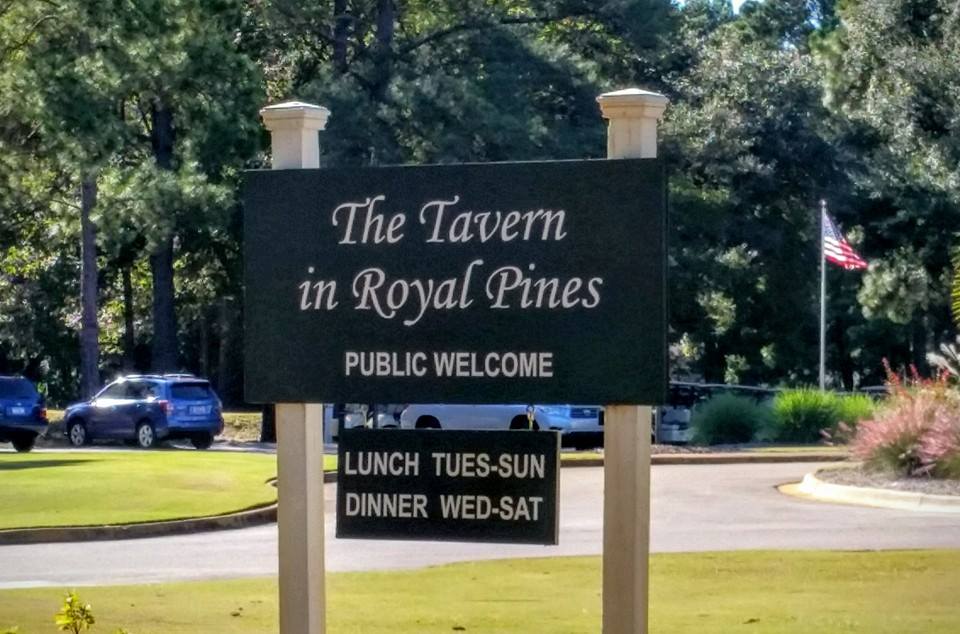 The Tavern
in Royal Pines
PUBLIC WELCOME
LUNCH TUES-SUN
DINNER WED-SAT